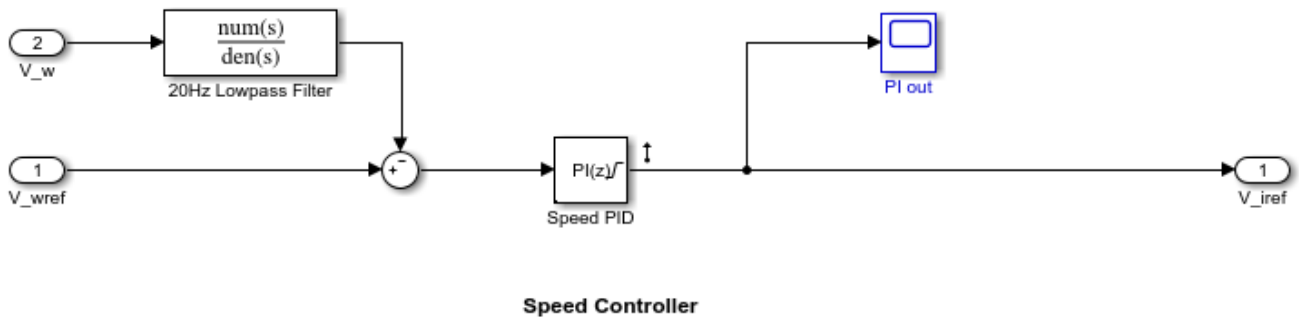 2
V_w
num(s)
den(s)
20Hz Lowpass Filter
PI out
1
V_wref
+
−
PI(z)
Speed PID
1
V_iref
Speed Controller